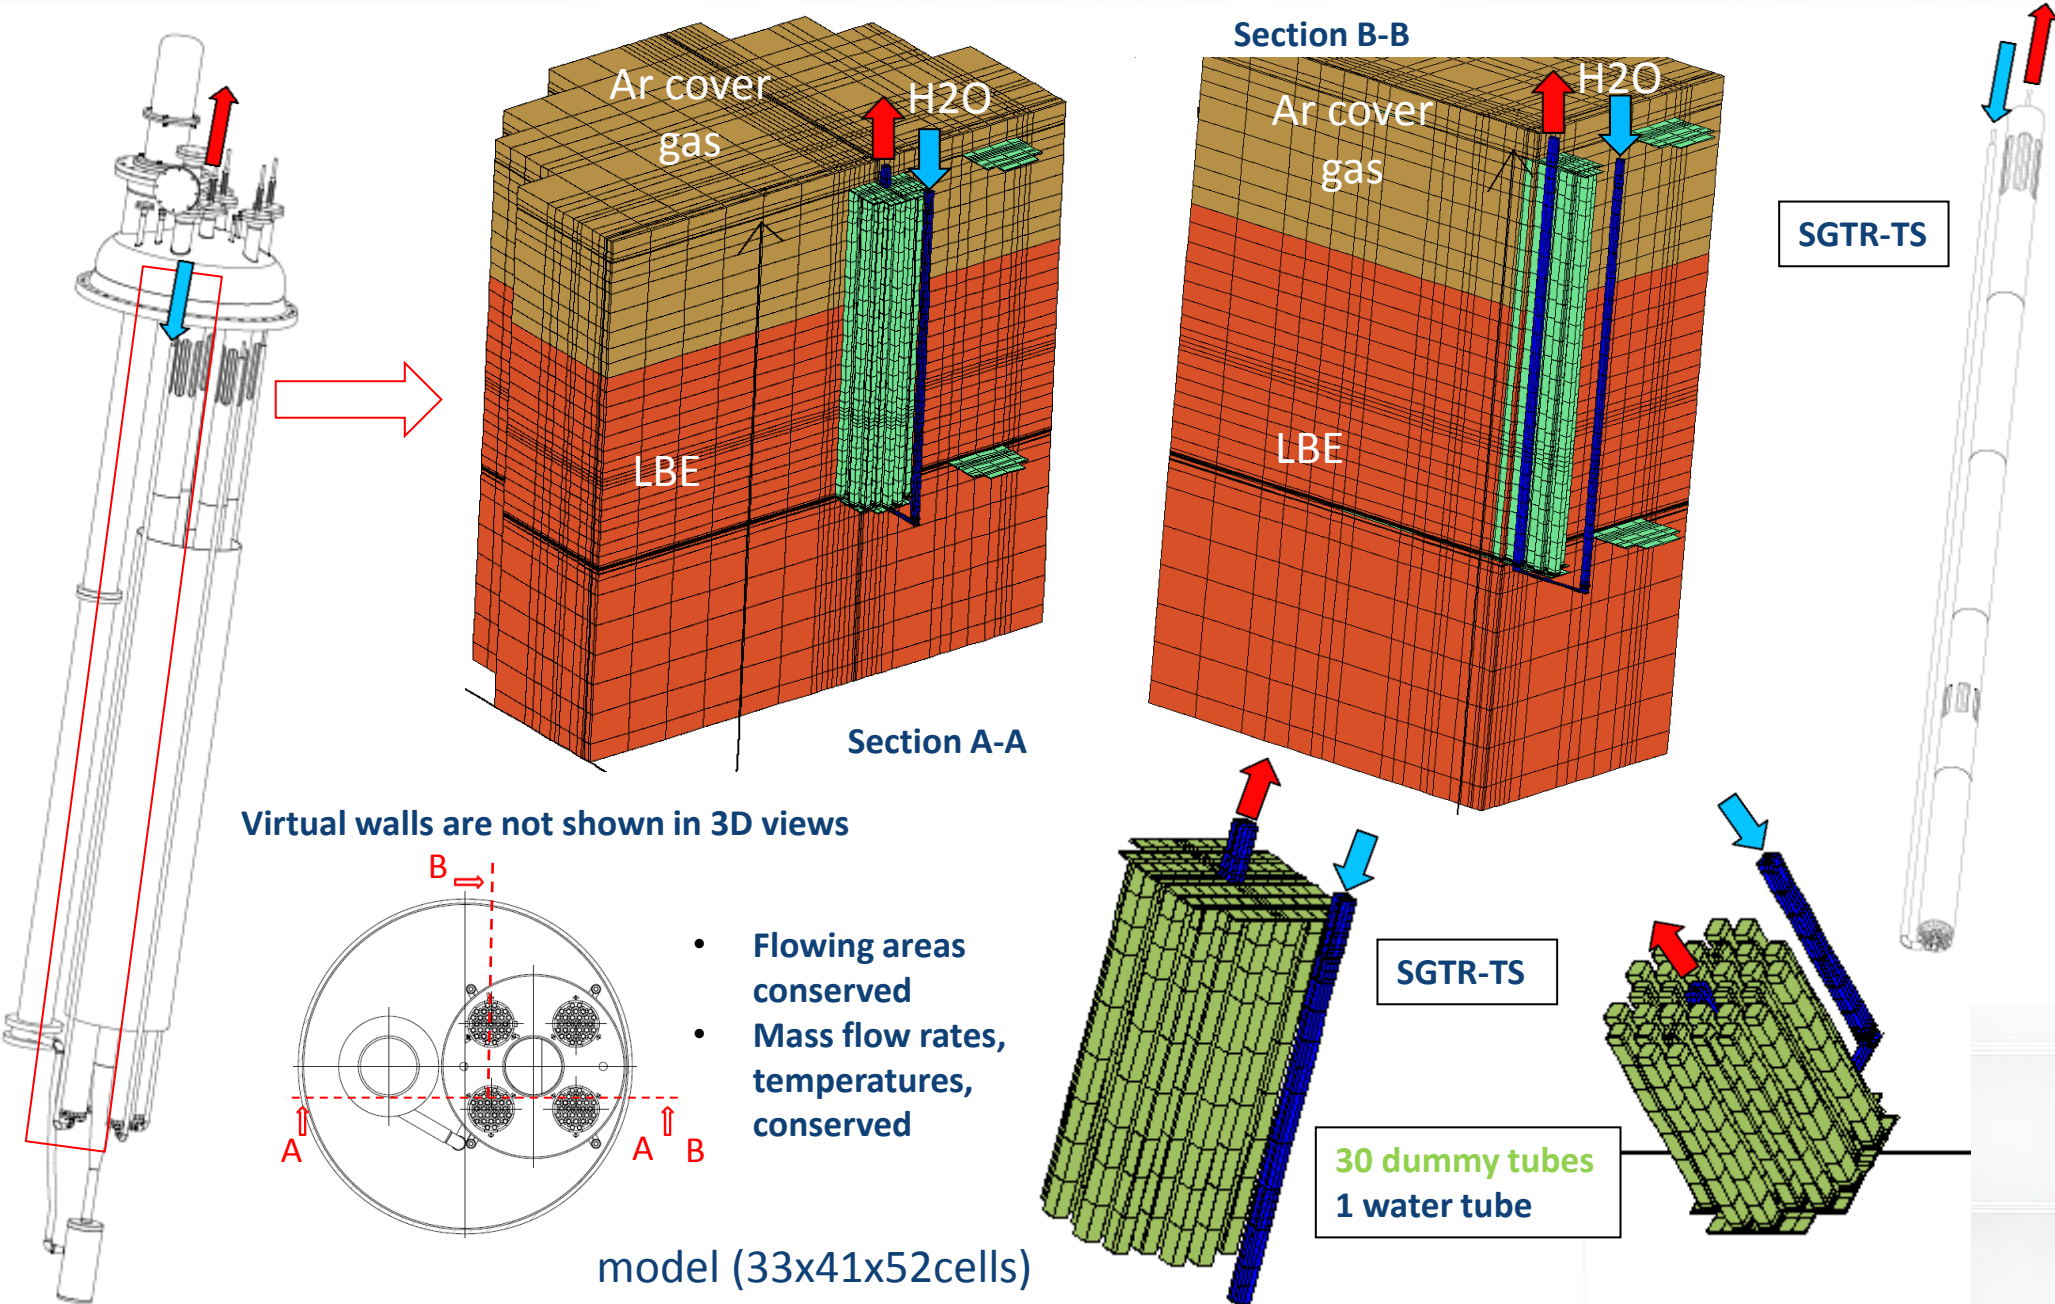 Section B-B
Ar cover
gas
H2O
Ar cover
gas
H2O
SGTR-TS
LBE
LBE
Section A-A
Virtual walls are not shown in 3D views
B
A
A
B
• Flowing areas
conserved
• Mass flow rates,
temperatures,
conserved
SGTR-TS
30 dummy tubes
1 water tube
model (33x41x52cells)